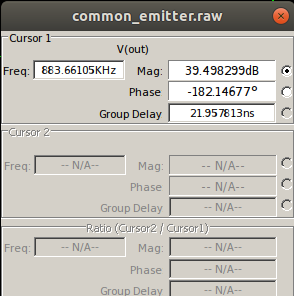 common_emitter.raw
Cursor 1
V(out)
Freq: 883.66105KHz Mag: 39.498299dB
Phase -182.14677°
Group Delay 21.957813ns
Cursor 2
Freq: -- N/A-- Mag: -- N/A--
Phase -- N/A--
Group Delay -- N/A--
Ratio (Cursor2 / Cursor1)
Freq: -- N/A-- Mag: -- N/A--
Phase -- N/A--
Group Delay -- N/A--